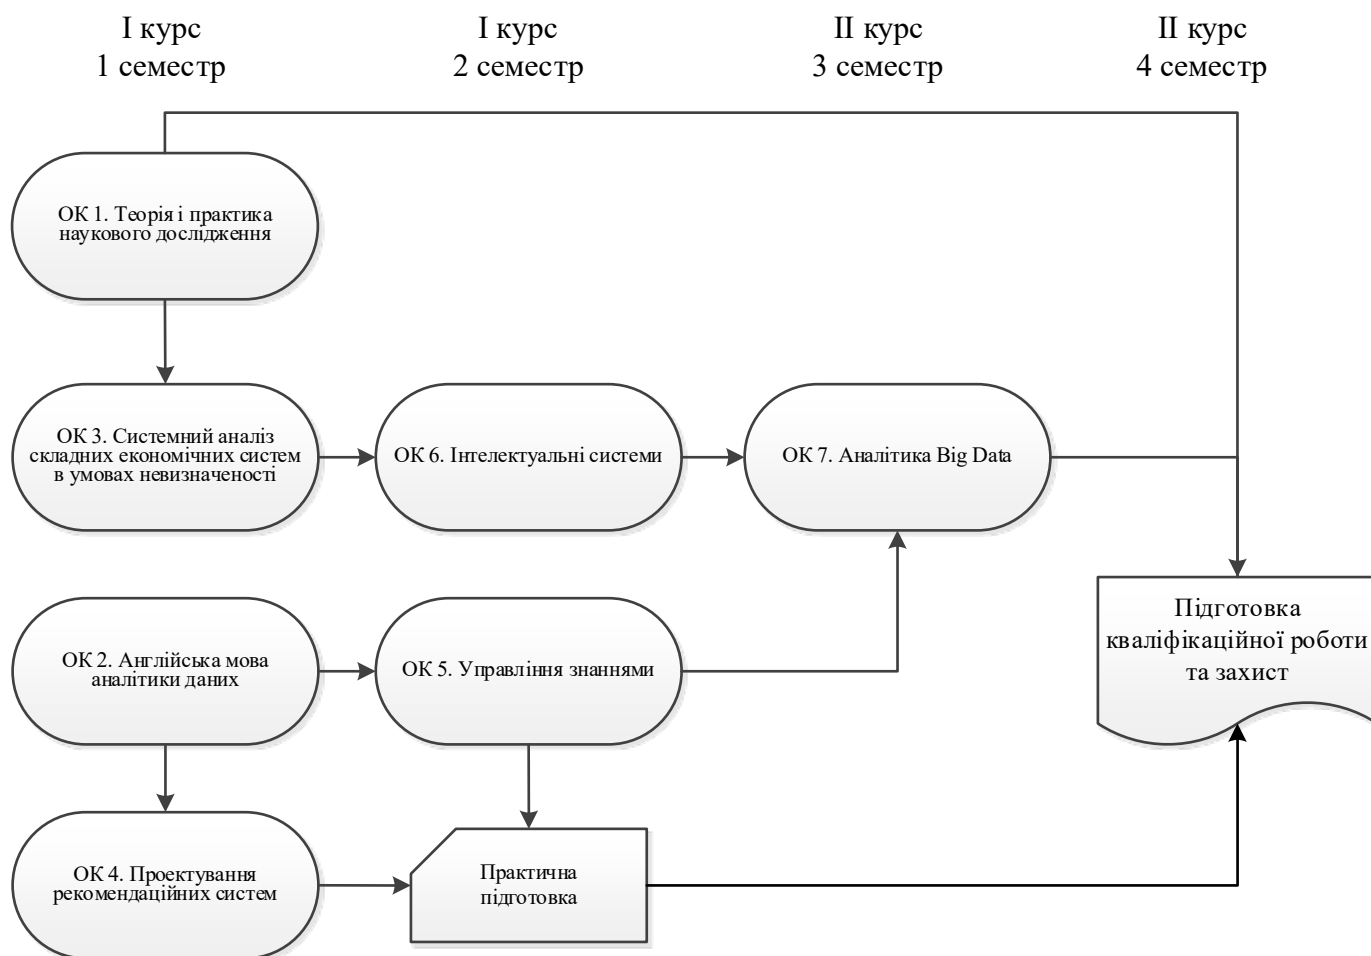 І курс
1 семестр
І курс
2 семестр
ІІ курс
3 семестр
ІІ курс
4 семестр
ОК 1. Теорія і практика
наукового дослідження
ОК 3. Системний аналіз
складних економічних систем
в умовах невизначеності
ОК 6. Інтелектуальні системи
ОК 7. Аналітика Big Data
Підготовка
кваліфікаційної роботи
та захист
ОК 2. Англійська мова
аналітики даних
ОК 5. Управління знаннями
ОК 4. Проектування
рекомендаційних систем
Практична
підготовка